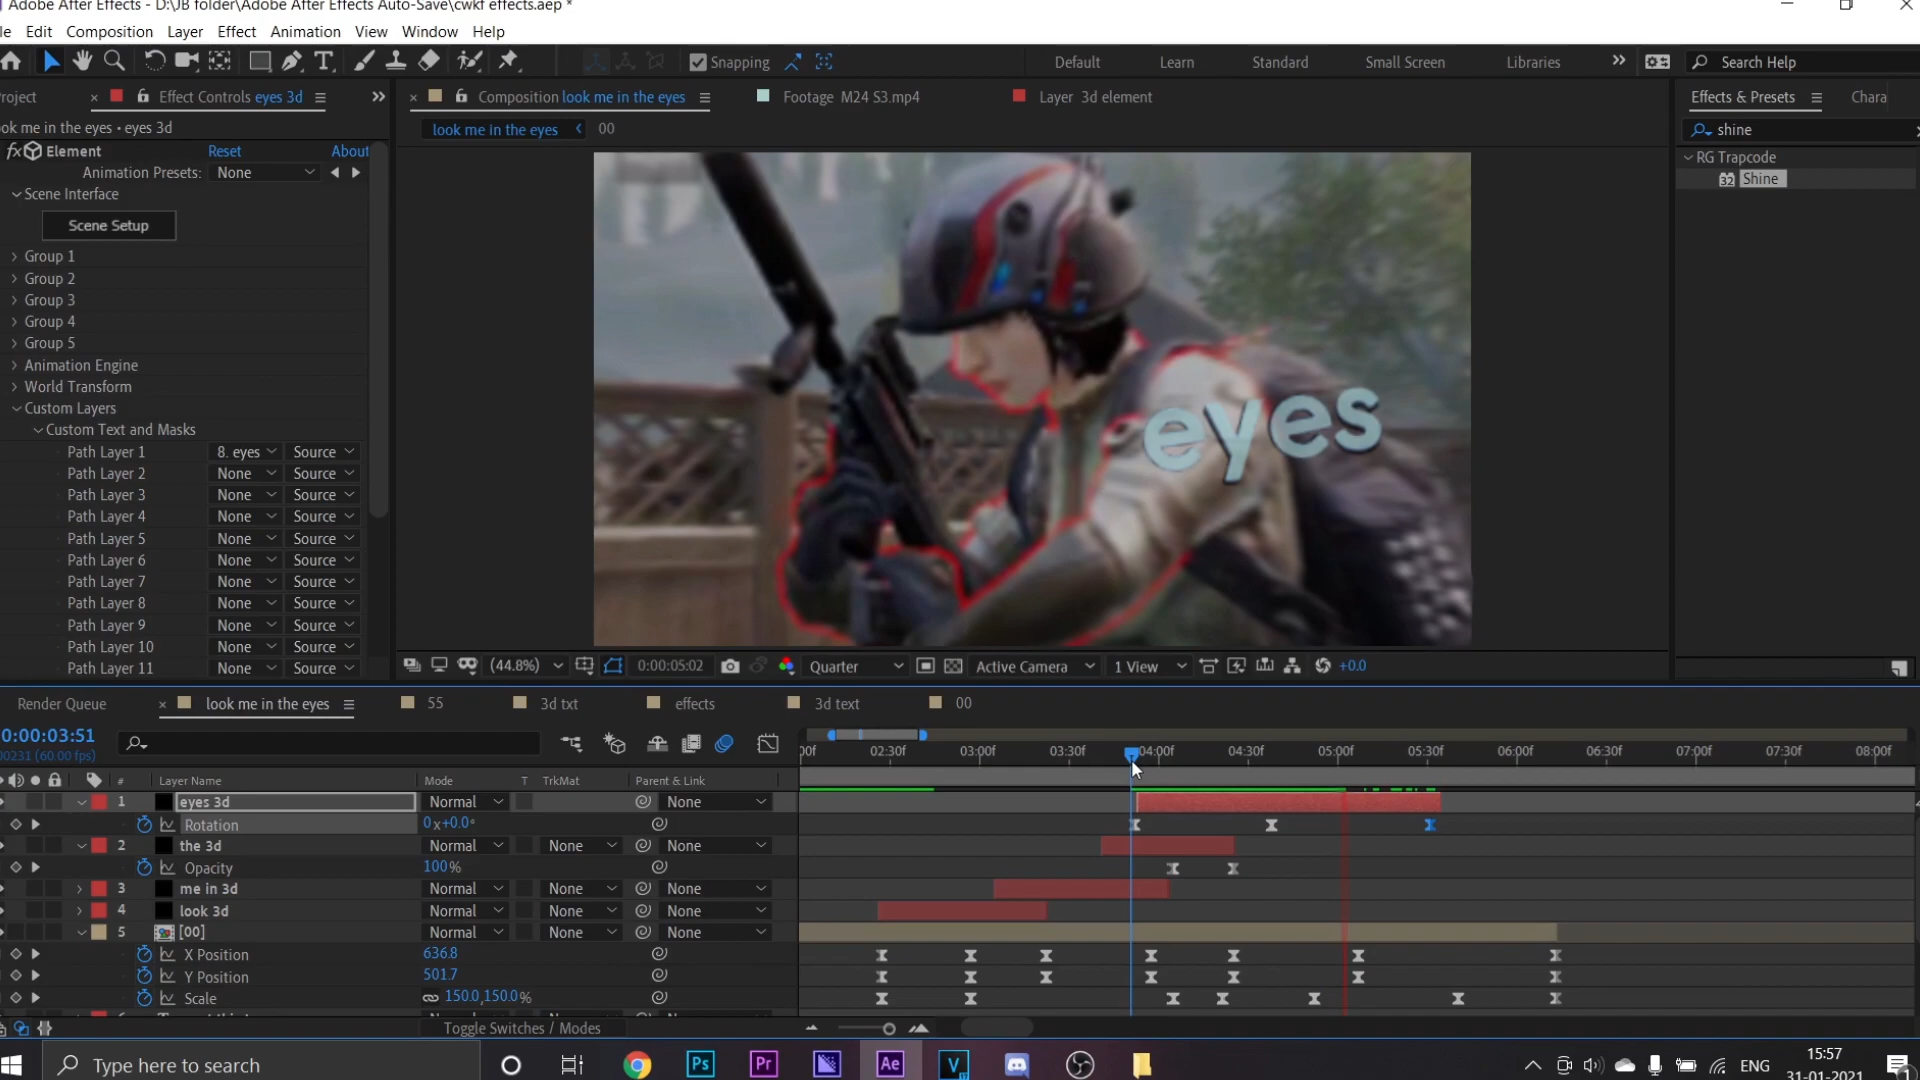 Adobe After Effects - D:\JB folder\Adobe After Effects Auto-Save\cwkf effects.aep *
le Edit Composition Layer Effect Animation View Window Help
Snapping Default Learn Standard Small Screen Libraries Search Help
roject Effect Controls eyes 3d Composition look me in the eyes Footage M24 S3.mp4 Layer 3d element Effects & Presets Chara
ook me in the eyes • eyes 3d look me in the eyes 00 shine
fx Element Reset About
Animation Presets: None
RG Trapcode
32 Shine
Scene Interface
Scene Setup
Group 1
Group 2
Group 3
Group 4
Group 5
Animation Engine
World Transform
Custom Layers
Custom Text and Masks
Path Layer 1 8. eyes Source
Path Layer 2 None Source
Path Layer 3 None Source
Path Layer 4 None Source
Path Layer 5 None Source
Path Layer 6 None Source
Path Layer 7 None Source
Path Layer 8 None Source
Path Layer 9 None Source
Path Layer 10 None Source
Path Layer 11 None Source
eyes
(44.8%) 0:00:05:02 Quarter Active Camera 1 View +0.0
Render Queue look me in the eyes 55 3d txt effects 3d text 00
0:00:03:51
00231 (60.00 fps)
00f 02:30f 03:00f 03:30f 04:00f 04:30f 05:00f 05:30f 06:00f 06:30f 07:00f 07:30f 08:00f
# Layer Name Mode T TrkMat Parent & Link
1 eyes 3d Normal None
Rotation 0x+0.0°
2 the 3d Normal None None
Opacity 100%
3 me in 3d Normal None None
4 look 3d Normal None None
5 [00] Normal None None
X Position 636.8
Y Position 501.7
Scale 150.0,150.0%
Toggle Switches / Modes
Type here to search Ps Pr Ae V ENG 15:57
31-01-2021
1